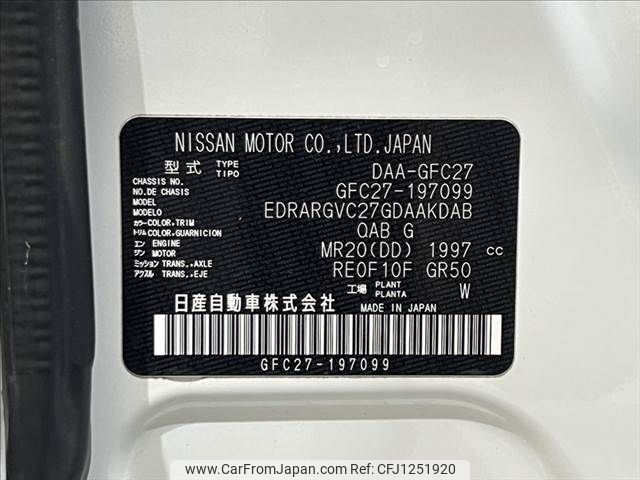 NISSAN MOTOR CO.,LTD.JAPAN
型式 TYPE TIPO DAA-GFC27
CHASSIS NO. NO.DE CHASIS GFC27-197099
MODEL MODELO EDRARGVC27GDAAKDAB
カラー COLOR,TRIM トリム COLOR,GUARNICION QAB G
エンジン ENGINE MOTOR MR20(DD) 1997 cc
ミッション TRANS.,AXLE アクスル TRANS.,EJE RE0F10F GR50
工場 PLANT PLANTA W
日産自動車株式会社 MADE IN JAPAN
GFC27-197099
www.CarFromJapan.com | Stock ID: CFJ1251920